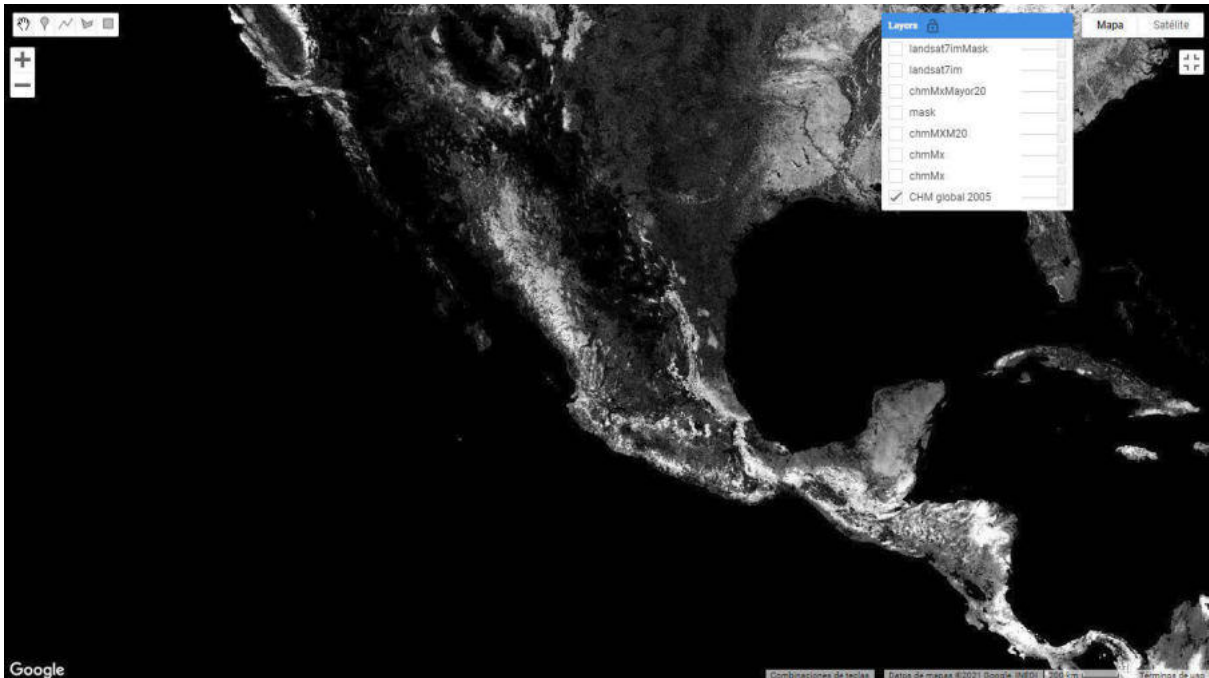 Layers
Mapa Satélite
landsat7imMask
landsat7im
chmMxMayor20
mask
chmMXM20
chmMx
chmMx
CHM global 2005
Google
Combinaciones de teclas Datos de mapas ©2021 Google, INEGI 200 km Términos de uso